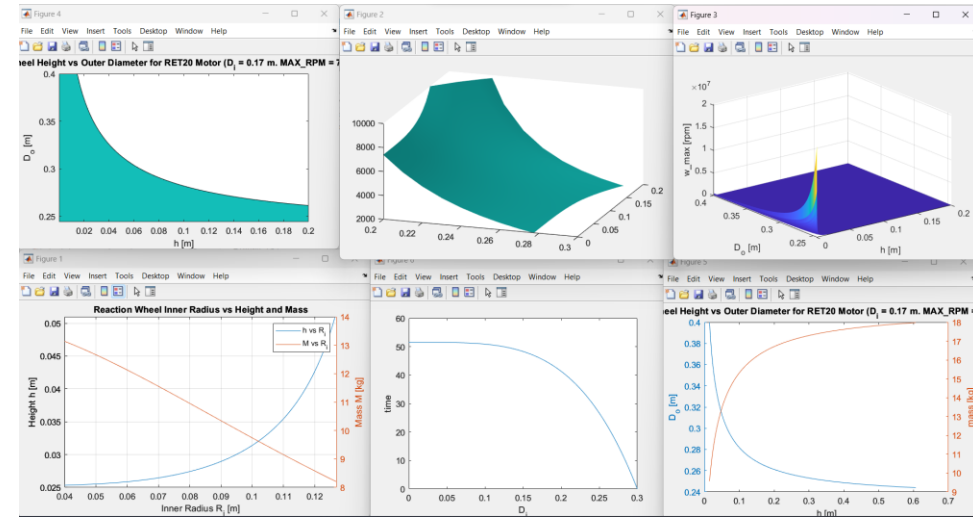 Figure 4
File Edit View Insert Tools Desktop Window Help
eel Height vs Outer Diameter for RET20 Motor (D_i = 0.17 m. MAX_RPM = 7
0.4
0.35
0.3
0.25
D_o [m]
0.02 0.04 0.06 0.08 0.1 0.12 0.14 0.16 0.18 0.2
h [m]
Figure 2
File Edit View Insert Tools Desktop Window Help
10000
8000
6000
4000
2000
0.2 0.22 0.24 0.26 0.28 0.3
0 0.05 0.1 0.15 0.2
Figure 3
File Edit View Insert Tools Desktop Window Help
×10^7
2
1.5
1
0.5
0
w_max [rpm]
0.4 0.35 0.3 0.25
D_o [m]
0 0.05 0.1 0.15 0.2
h [m]
Figure 1
File Edit View Insert Tools Desktop Window Help
Reaction Wheel Inner Radius vs Height and Mass
h vs R_i
M vs R_i
0.05
0.045
0.04
0.035
0.03
0.025
Height h [m]
14
13
12
11
10
9
8
Mass M [kg]
0.04 0.05 0.06 0.07 0.08 0.09 0.1 0.11 0.12
Inner Radius R_i [m]
File Edit View Insert Tools Desktop Window Help
60
50
40
30
20
10
0
time
0 0.05 0.1 0.15 0.2 0.25 0.3
D_i
Figure 5
File Edit View Insert Tools Desktop Window Help
eel Height vs Outer Diameter for RET20 Motor (D_i = 0.17 m. MAX_RPM =
0.4
0.38
0.36
0.34
0.32
0.3
0.28
0.26
0.24
D_o [m]
18
17
16
15
14
13
12
11
10
9
mass [kg]
0 0.1 0.2 0.3 0.4 0.5 0.6 0.7
h [m]